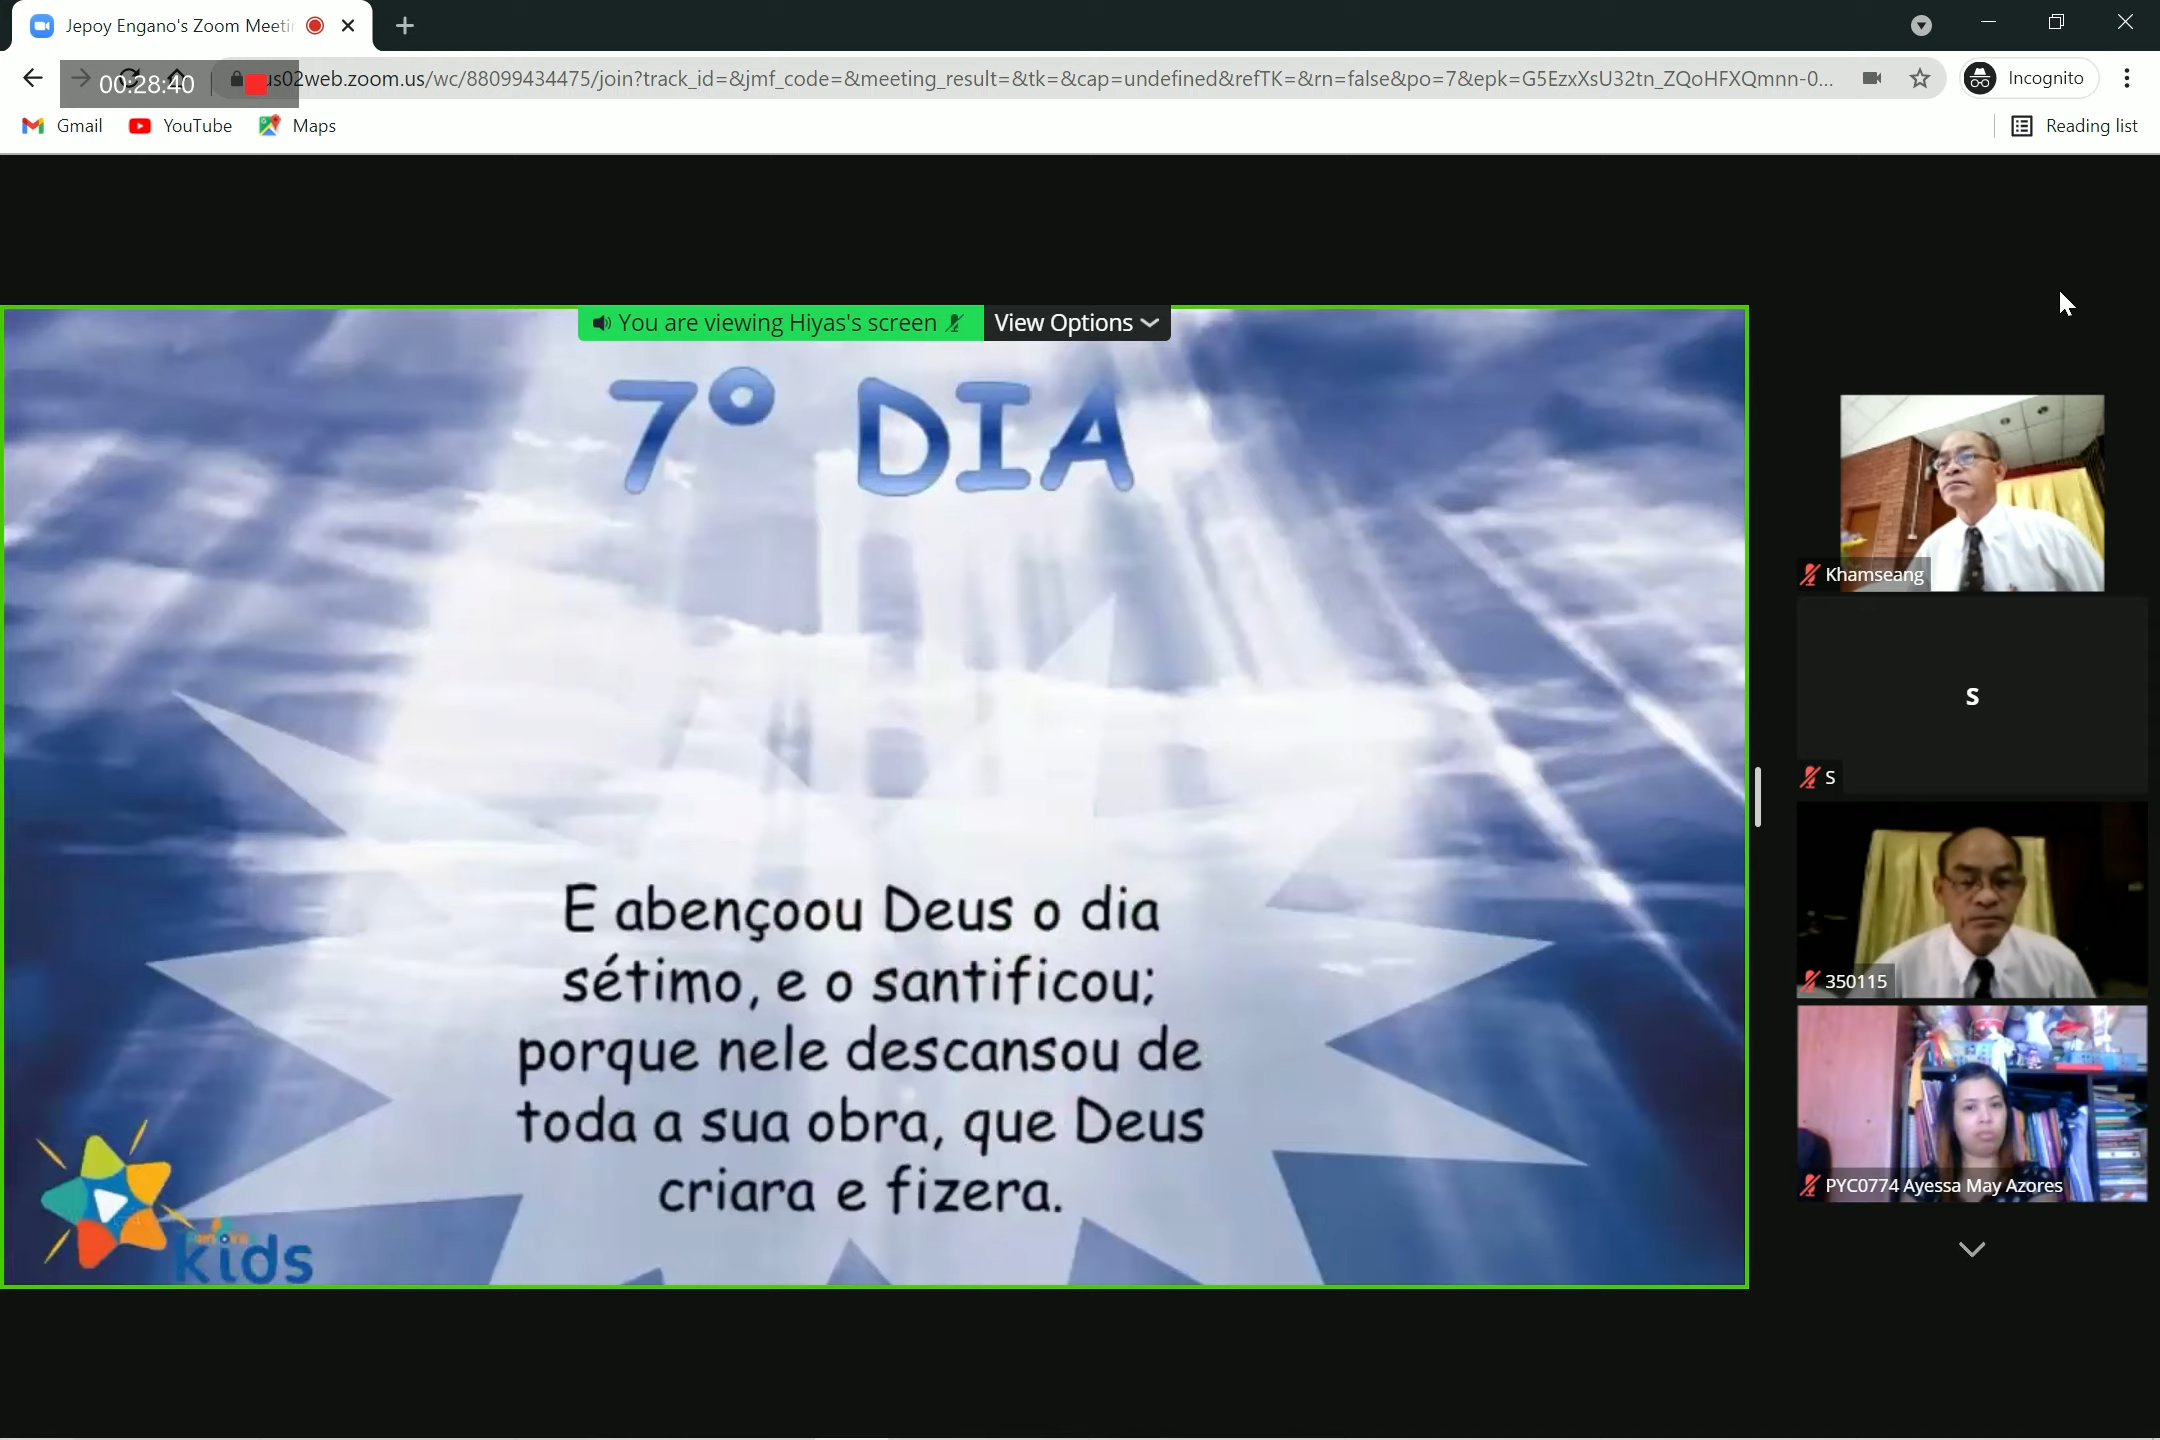 Jepoy Engano's Zoom Meeti
00:28:40
us02web.zoom.us/wc/88099434475/join?track_id=&jmf_code=&meeting_result=&tk=&cap=undefined&refTK=&rn=false&po=7&epk=G5EzxXsU32tn_ZQoHFXQmnn-0...
Incognito
Gmail YouTube Maps Reading list
You are viewing Hiyas's screen View Options
7º DIA
E abençoou Deus o dia
sétimo, e o santificou;
porque nele descansou de
toda a sua obra, que Deus
criara e fizera.
kids
Khamseang
S
S
350115
PYC0774 Ayessa May Azores